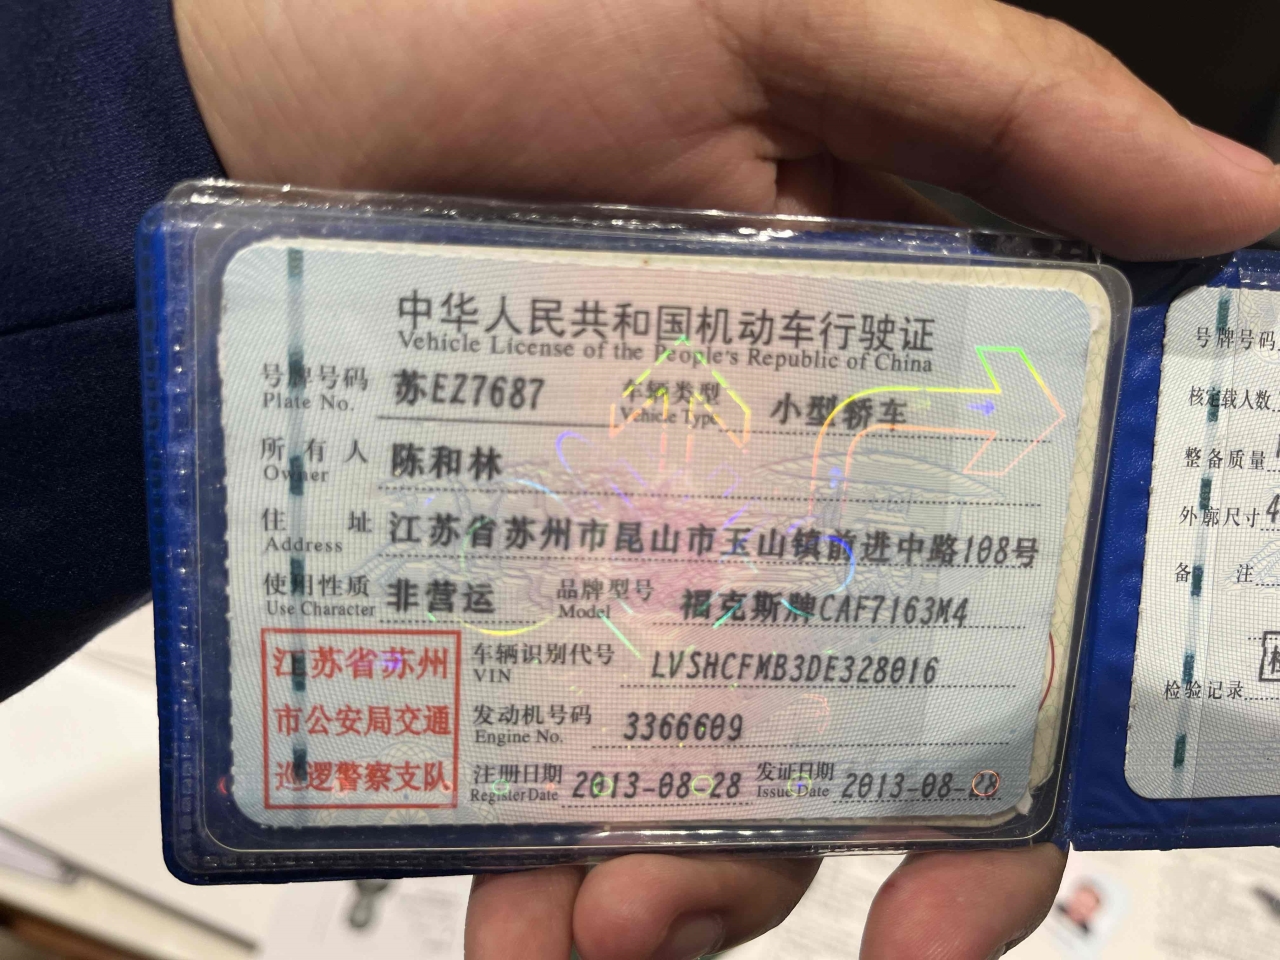 中华人民共和国机动车行驶证
Vehicle License of the People's Republic of China
号牌号码 苏EZ7687 车辆类型 小型轿车
Plate No. Vehicle Type
所有人 陈和林
Owner
住址 江苏省苏州市昆山市玉山镇前进中路108号
Address
使用性质 非营运 品牌型号 福克斯牌CAF7163M4
Use Character Model
江苏省苏州
市公安局交通
巡逻警察支队
车辆识别代号 LVSHCFMB3DE328016
VIN
发动机号码 3366609
Engine No.
注册日期 2013-08-28 发证日期 2013-08-28
Register Date Issue Date
号牌号码
核定载人数
整备质量
外廓尺寸 4
备注
检验记录